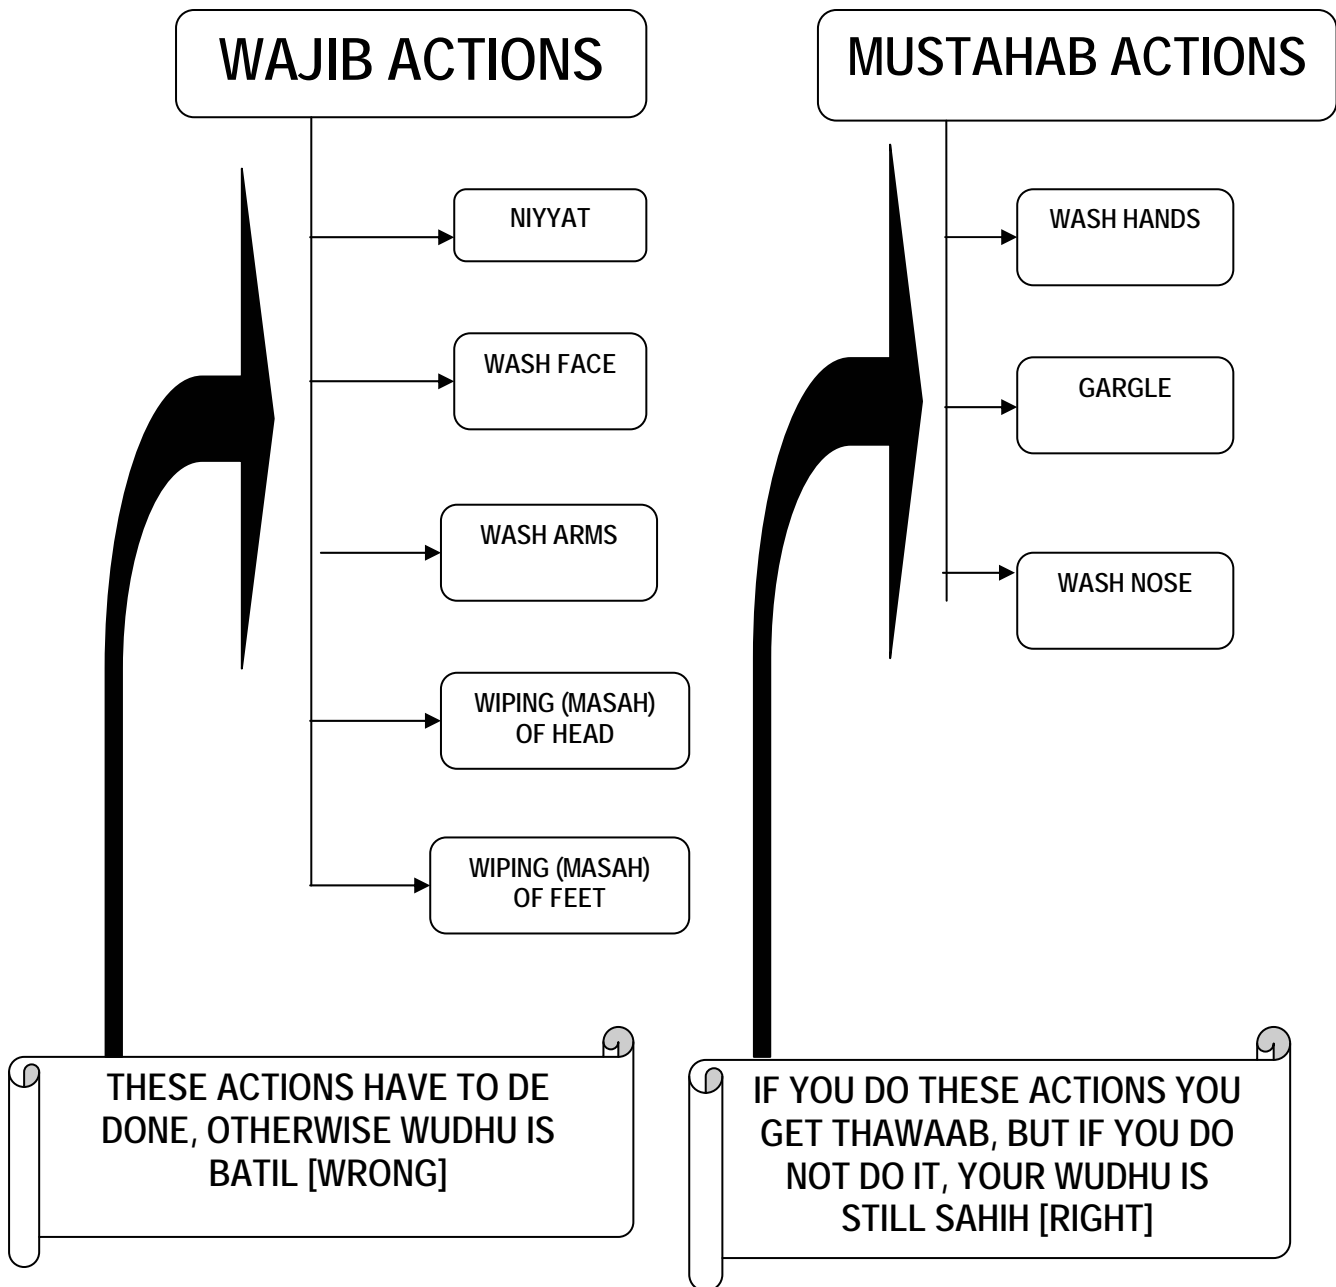 WAJIB ACTIONS
NIYYAT
WASH FACE
WASH ARMS
WIPING (MASAH)
OF HEAD
WIPING (MASAH)
OF FEET
THESE ACTIONS HAVE TO DE
DONE, OTHERWISE WUDHU IS
BATIL [WRONG]
MUSTAHAB ACTIONS
WASH HANDS
GARGLE
WASH NOSE
IF YOU DO THESE ACTIONS YOU
GET THAWAAB, BUT IF YOU DO
NOT DO IT, YOUR WUDHU IS
STILL SAHIH [RIGHT]